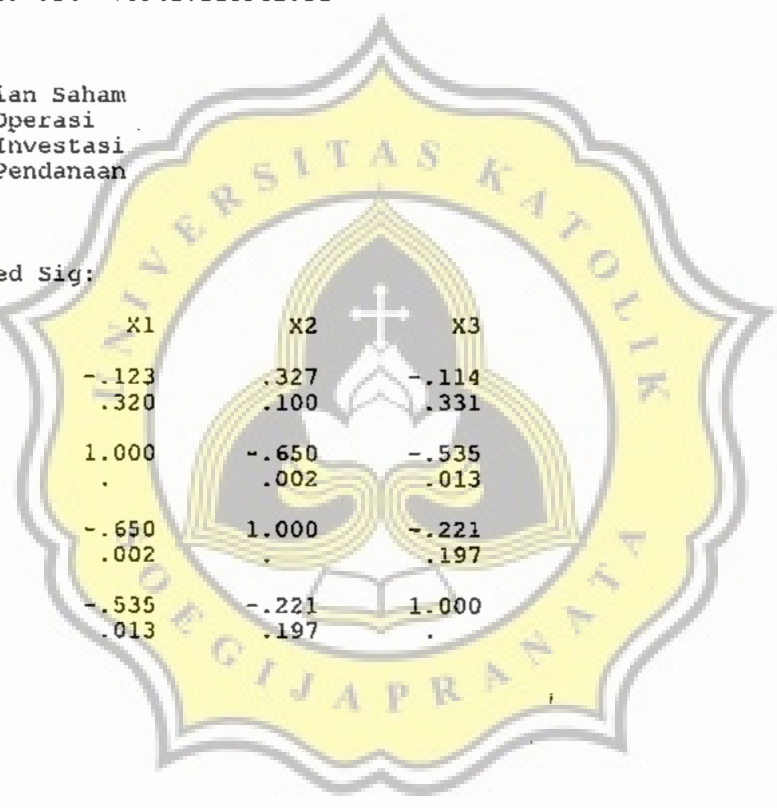 ian Saham
Operasi
Investasi
Pendanaan
UNIVERSITAS KATOLIK
ed Sig:
X1 X2 X3
-.123 .327 -.114
.320 .100 .331
1.000 -.650 -.535
. .002 .013
-.650 1.000 -.221
.002 . .197
-.535 -.221 1.000
.013 .197 .
SOEGIJAPRANATA